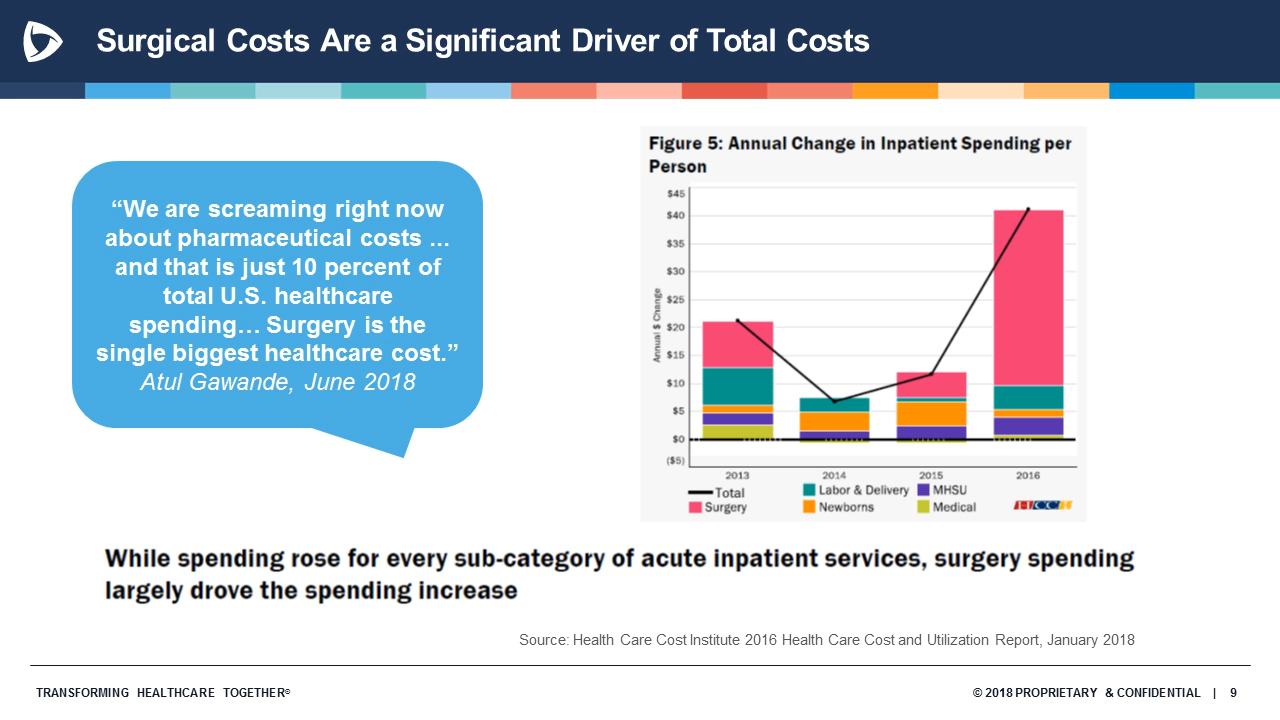 Surgical Costs Are a Significant Driver of Total Costs
“We are screaming right now
about pharmaceutical costs ...
and that is just 10 percent of
total U.S. healthcare
spending… Surgery is the
single biggest healthcare cost.”
Atul Gawande, June 2018
Figure 5: Annual Change in Inpatient Spending per
Person
Annual $ Change
$45
$40
$35
$30
$25
$20
$15
$10
$5
$0
($5)
2013 2014 2015 2016
Total Labor & Delivery MHSU
Surgery Newborns Medical
HCCI
While spending rose for every sub-category of acute inpatient services, surgery spending
largely drove the spending increase
Source: Health Care Cost Institute 2016 Health Care Cost and Utilization Report, January 2018
TRANSFORMING HEALTHCARE TOGETHER®
© 2018 PROPRIETARY & CONFIDENTIAL | 9